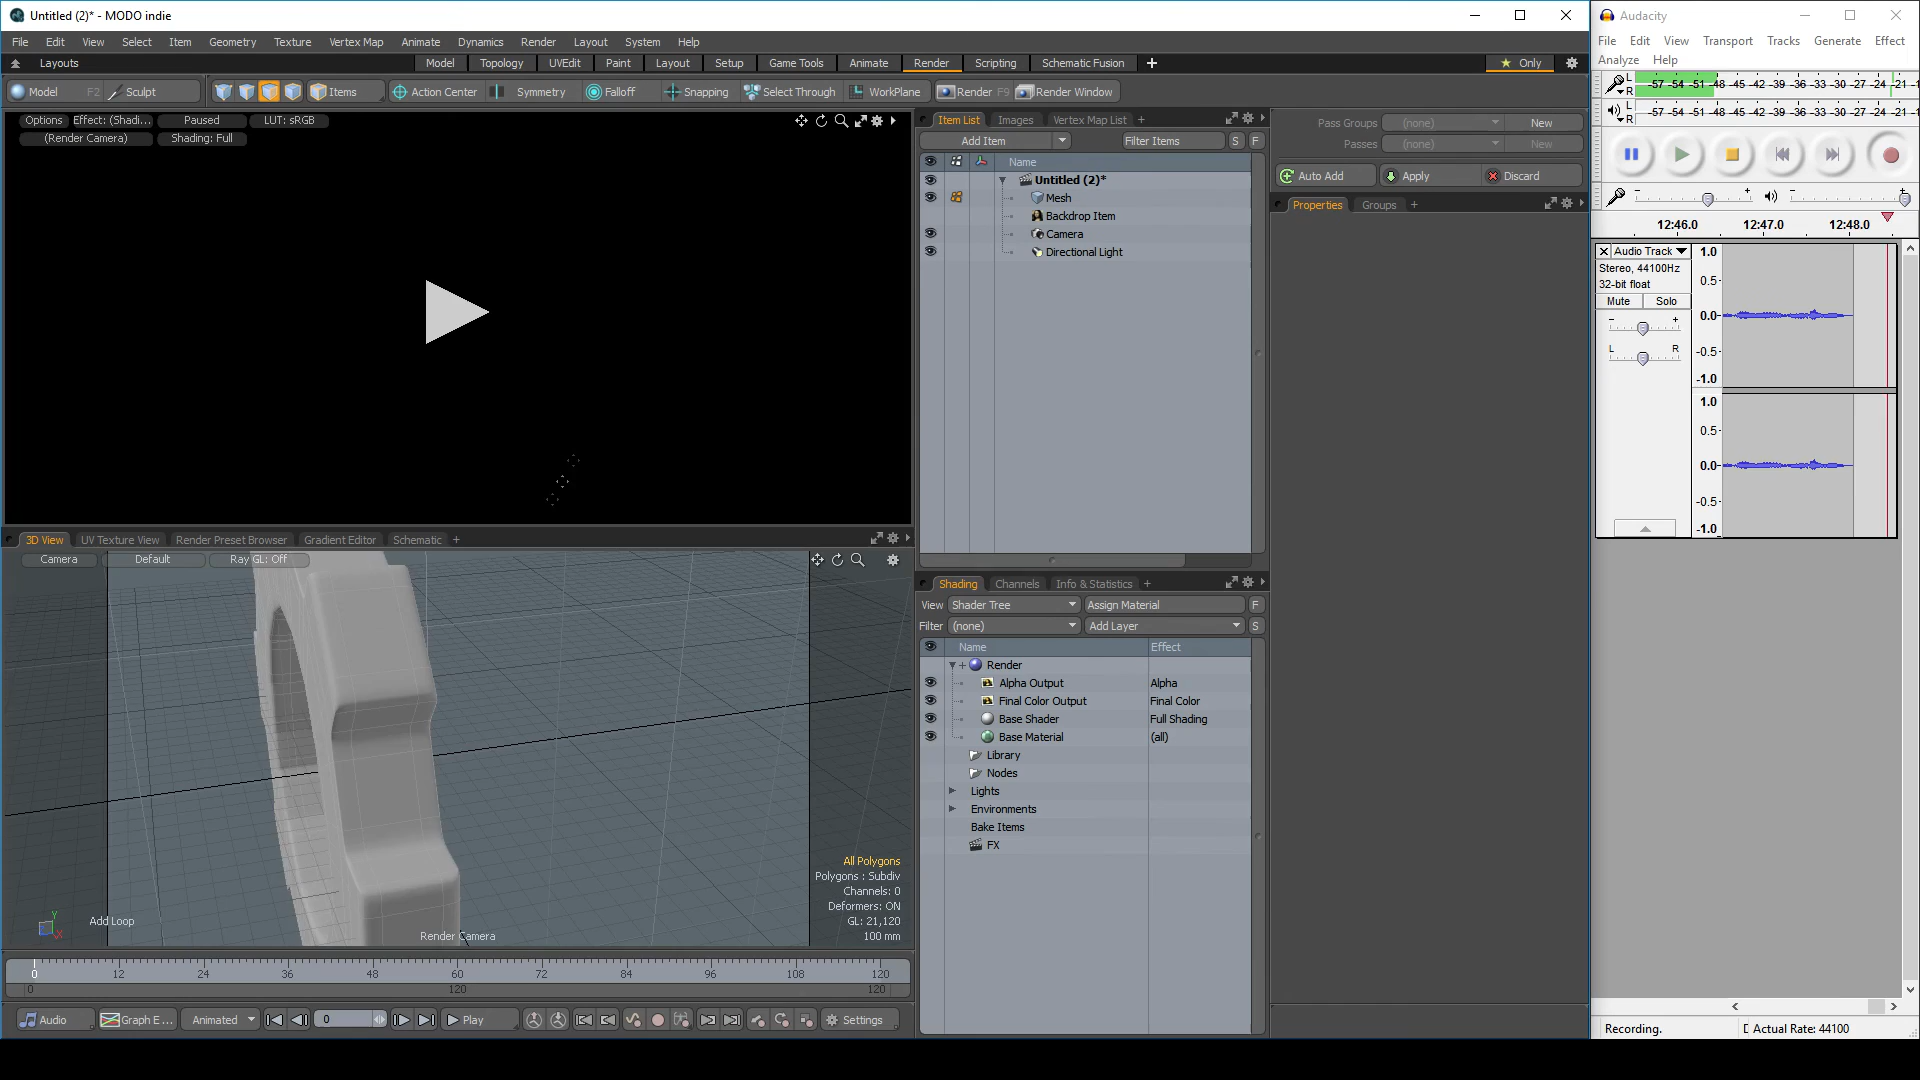 Untitled (2)* - MODO indie
File Edit View Select Item Geometry Texture Vertex Map Animate Dynamics Render Layout System Help
Layouts
Model Topology UVEdit Paint Layout Setup Game Tools Animate Render Scripting Schematic Fusion
Only
Model F2 Sculpt Items Action Center Symmetry Falloff Snapping Select Through WorkPlane Render F9 Render Window
Options Effect: (Shadi... Paused LUT: sRGB
(Render Camera) Shading: Full
3D View UV Texture View Render Preset Browser Gradient Editor Schematic
Camera Default Ray GL: Off
All Polygons
Polygons : Subdiv
Channels: 0
Deformers: ON
GL: 21,120
100 mm
Add Loop
Render Camera
Y
X
0 12 24 36 48 60 72 84 96 108 120
0 120 120
Audio Graph E... Animated 0 Play Settings
Item List Images Vertex Map List
Add Item Filter Items S F
Name
Untitled (2)*
Mesh
Backdrop Item
Camera
Directional Light
Shading Channels Info & Statistics
View Shader Tree Assign Material F
Filter (none) Add Layer S
Name Effect
Render
Alpha Output Alpha
Final Color Output Final Color
Base Shader Full Shading
Base Material (all)
Library
Nodes
Lights
Environments
Bake Items
FX
Pass Groups (none) New
Passes (none) New
Auto Add Apply Discard
Properties Groups
Audacity
File Edit View Transport Tracks Generate Effect
Analyze Help
L R -57 -54 -51 -48 -45 -42 -39 -36 -33 -30 -27 -24 -21
L R -57 -54 -51 -48 -45 -42 -39 -36 -33 -30 -27 -24 -21
12:46.0 12:47.0 12:48.0
Audio Track
Stereo, 44100Hz
32-bit float
Mute Solo
- +
L R
1.0
0.5
0.0
-0.5
-1.0
1.0
0.5
0.0
-0.5
-1.0
Recording. Actual Rate: 44100